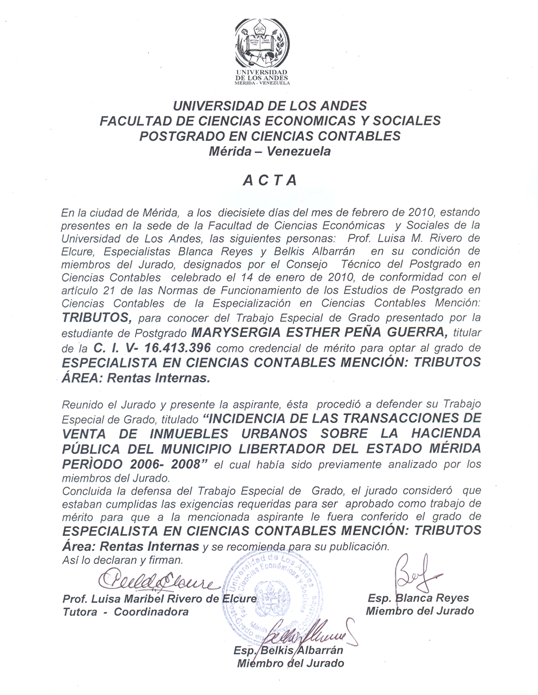 UNIVERSIDAD
DE LOS ANDES
MÉRIDA - VENEZUELA
UNIVERSIDAD DE LOS ANDES
FACULTAD DE CIENCIAS ECONOMICAS Y SOCIALES
POSTGRADO EN CIENCIAS CONTABLES
Mérida – Venezuela
A C T A
En la ciudad de Mérida, a los diecisiete días del mes de febrero de 2010, estando
presentes en la sede de la Facultad de Ciencias Económicas y Sociales de la
Universidad de Los Andes, las siguientes personas: Prof. Luisa M. Rivero de
Elcure, Especialistas Blanca Reyes y Belkis Albarrán en su condición de
miembros del Jurado, designados por el Consejo Técnico del Postgrado en
Ciencias Contables celebrado el 14 de enero de 2010, de conformidad con el
artículo 21 de las Normas de Funcionamiento de los Estudios de Postgrado en
Ciencias Contables de la Especialización en Ciencias Contables Mención:
TRIBUTOS, para conocer del Trabajo Especial de Grado presentado por la
estudiante de Postgrado MARYSERGIA ESTHER PEÑA GUERRA, titular
de la C. I. V- 16.413.396 como credencial de mérito para optar al grado de
ESPECIALISTA EN CIENCIAS CONTABLES MENCIÓN: TRIBUTOS
ÁREA: Rentas Internas.
Reunido el Jurado y presente la aspirante, ésta procedió a defender su Trabajo
Especial de Grado, titulado “INCIDENCIA DE LAS TRANSACCIONES DE
VENTA DE INMUEBLES URBANOS SOBRE LA HACIENDA
PÚBLICA DEL MUNICIPIO LIBERTADOR DEL ESTADO MÉRIDA
PERÌODO 2006- 2008” el cual había sido previamente analizado por los
miembros del Jurado.
Concluida la defensa del Trabajo Especial de Grado, el jurado consideró que
estaban cumplidas las exigencias requeridas para ser aprobado como trabajo de
mérito para que a la mencionada aspirante le fuera conferido el grado de
ESPECIALISTA EN CIENCIAS CONTABLES MENCIÓN: TRIBUTOS
Área: Rentas Internas y se recomienda para su publicación.
Así lo declaran y firman.
Prof. Luisa Maribel Rivero de Elcure
Tutora - Coordinadora
Esp. Blanca Reyes
Miembro del Jurado
Esp. Belkis Albarrán
Miembro del Jurado